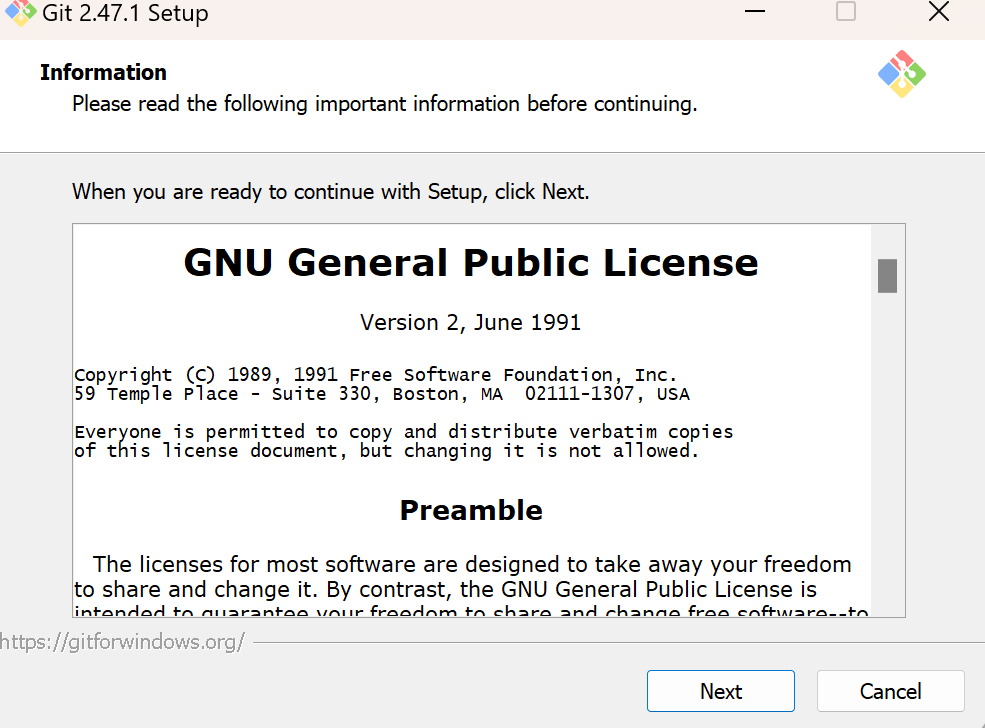 Git 2.47.1 Setup
Information
Please read the following important information before continuing.
When you are ready to continue with Setup, click Next.
GNU General Public License
Version 2, June 1991
Copyright (C) 1989, 1991 Free Software Foundation, Inc.
59 Temple Place - Suite 330, Boston, MA  02111-1307, USA
Everyone is permitted to copy and distribute verbatim copies
of this license document, but changing it is not allowed.
Preamble
The licenses for most software are designed to take away your freedom
to share and change it. By contrast, the GNU General Public License is
intended to guarantee your freedom to share and change free software--to
https://gitforwindows.org/
Next
Cancel